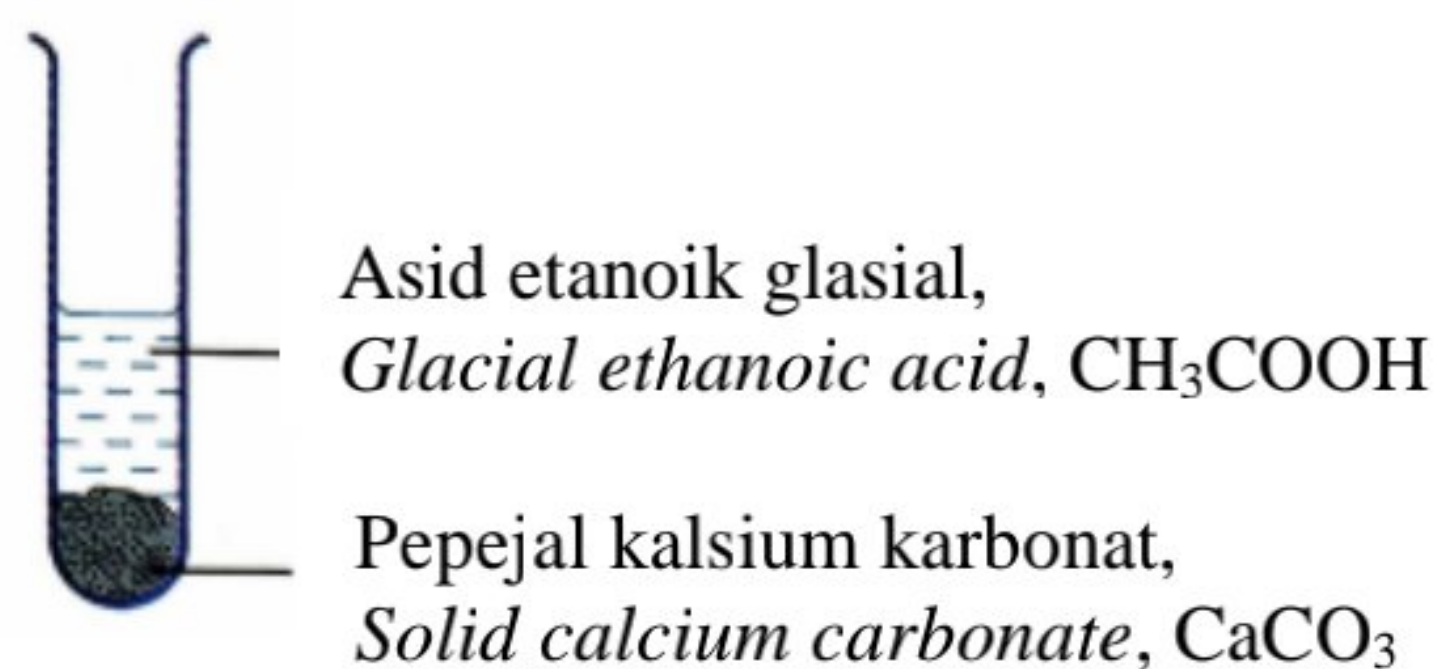 Asid etanoik glasial,
Glacial ethanoic acid, CH₃COOH
Pepejal kalsium karbonat,
Solid calcium carbonate, CaCO₃